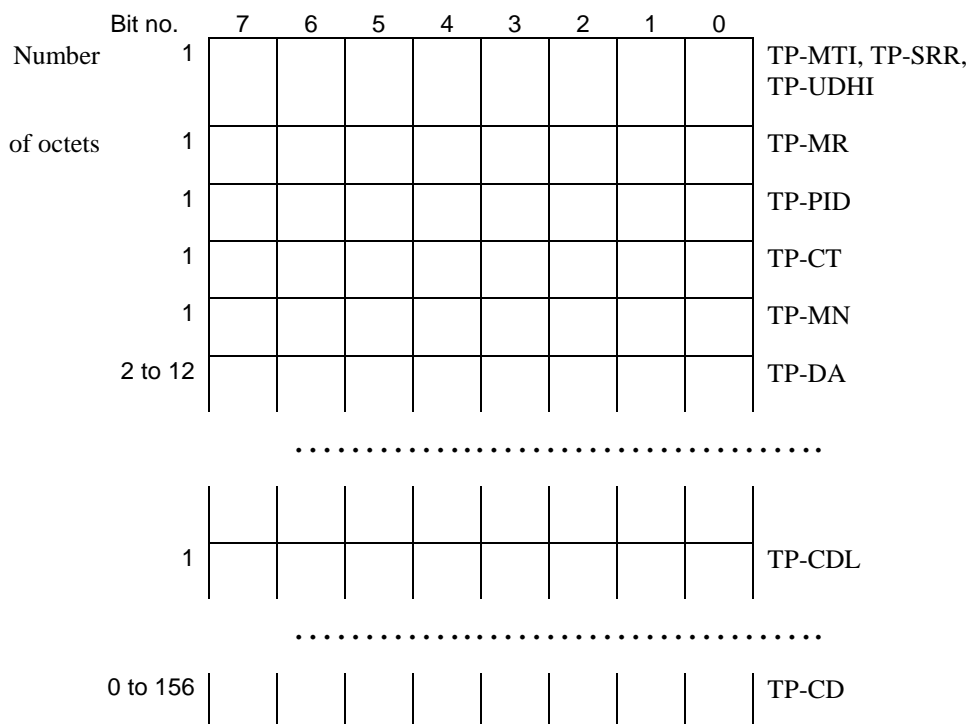 Bit no. 7 6 5 4 3 2 1 0
Number 1 TP-MTI, TP-SRR,
TP-UDHI
of octets 1 TP-MR
1 TP-PID
1 TP-CT
1 TP-MN
2 to 12 TP-DA
1 TP-CDL
0 to 156 TP-CD